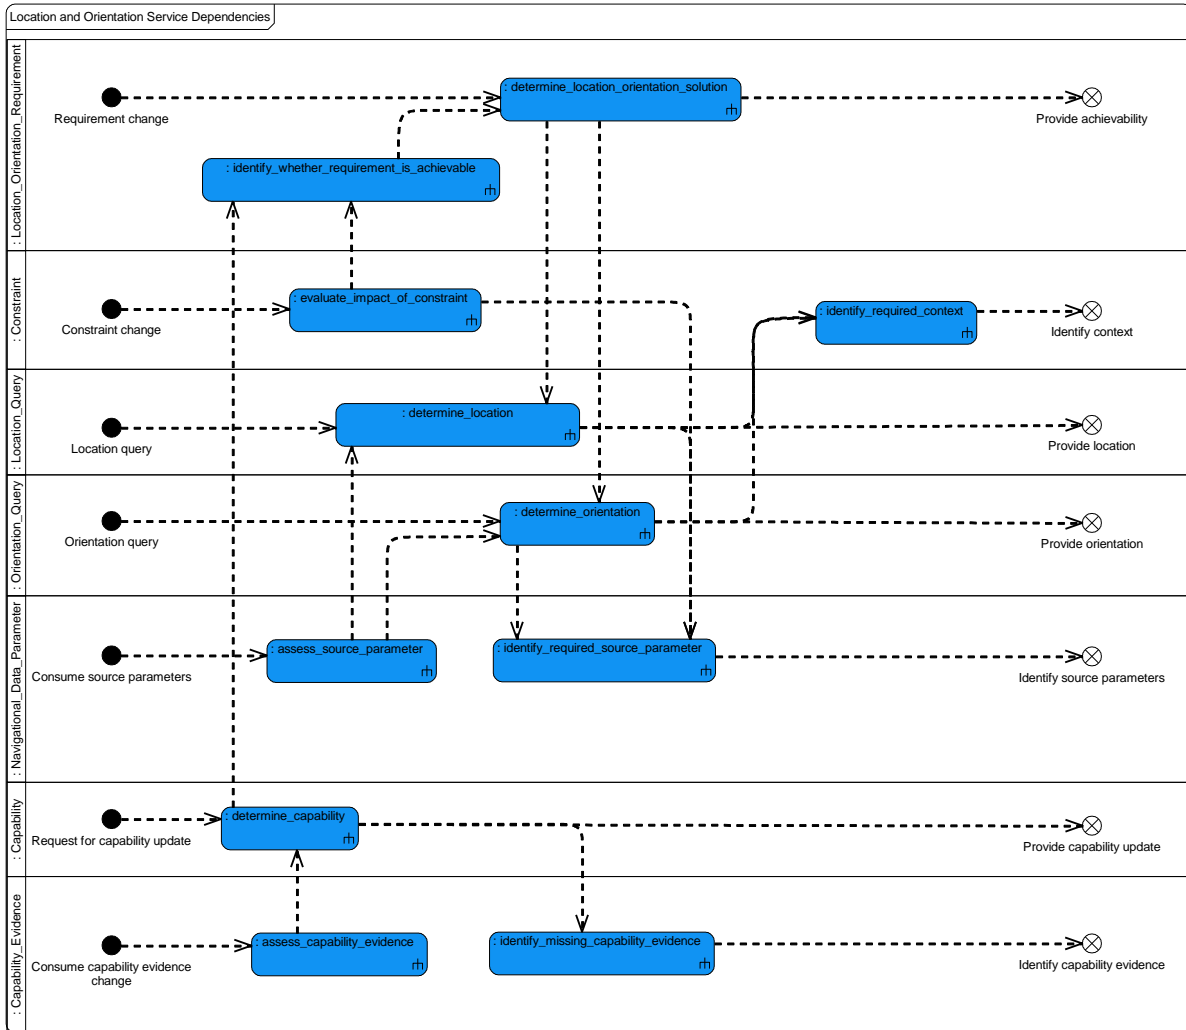 Location and Orientation Service Dependencies
: Location_Orientation_Requirement
: determine_location_orientation_solution
Requirement change
Provide achievability
: identify_whether_requirement_is_achievable
: Constraint
: evaluate_impact_of_constraint
: identify_required_context
Constraint change
Identify context
: Location_Query
: determine_location
Location query
Provide location
: Orientation_Query
: determine_orientation
Orientation query
Provide orientation
: Navigational_Data_Parameter
: assess_source_parameter
: identify_required_source_parameter
Consume source parameters
Identify source parameters
: Capability
: determine_capability
Request for capability update
Provide capability update
: Capability_Evidence
: assess_capability_evidence
: identify_missing_capability_evidence
Consume capability evidence
change
Identify capability evidence